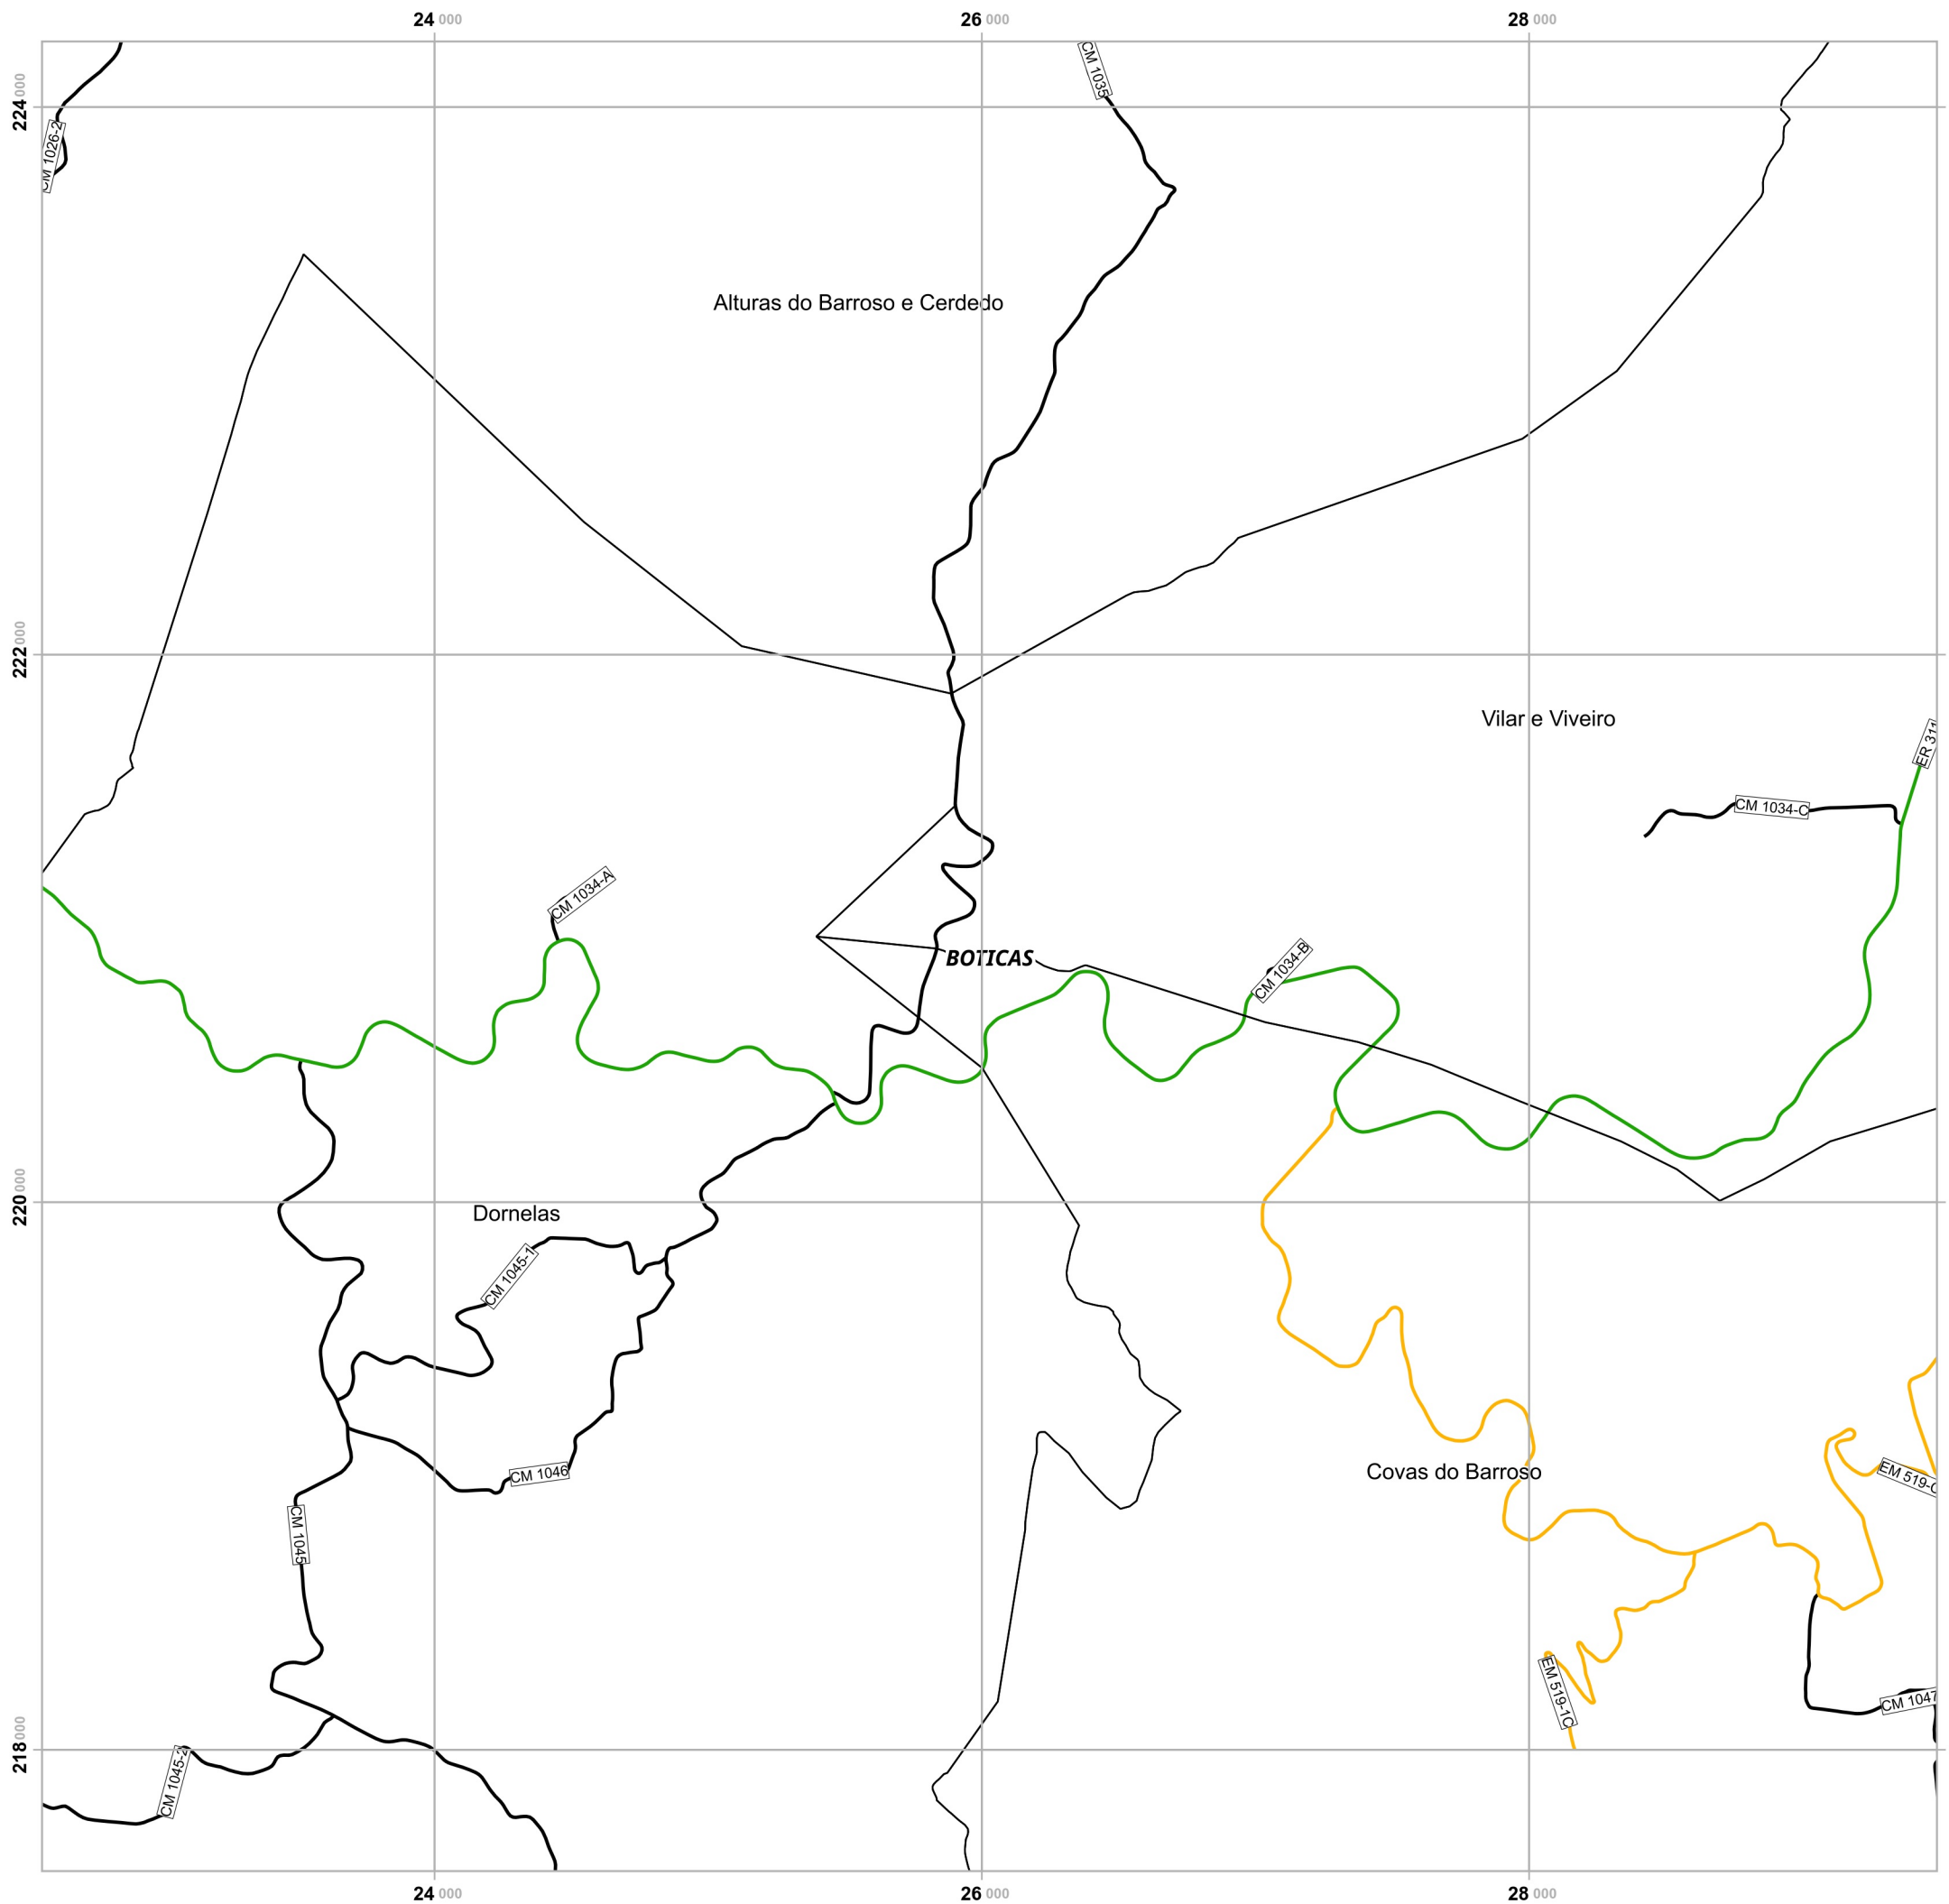 24 000
26 000
28 000
CM 1035
224 000
CM 1026-2
Alturas do Barroso e Cerdedo
222 000
Vilar e Viveiro
ER 311
CM 1034-C
CM 1034-A
BOTICAS
CM 1034-B
220 000
Dornelas
CM 1045-1
CM 1046
Covas do Barroso
EM 519-C
CM 1045
EM 519-1C
CM 1047
218 000
CM 1045-2
24 000
26 000
28 000